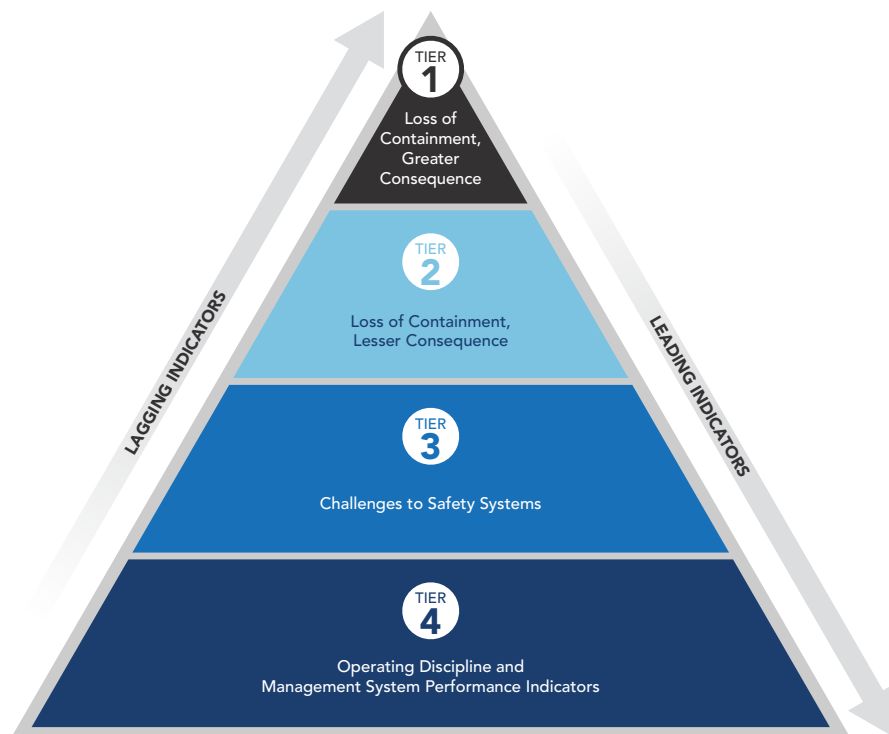 TIER
1
Loss of
Containment,
Greater
Consequence
TIER
2
Loss of Containment,
Lesser Consequence
TIER
3
Challenges to Safety Systems
TIER
4
Operating Discipline and
Management System Performance Indicators
LAGGING INDICATORS
LEADING INDICATORS